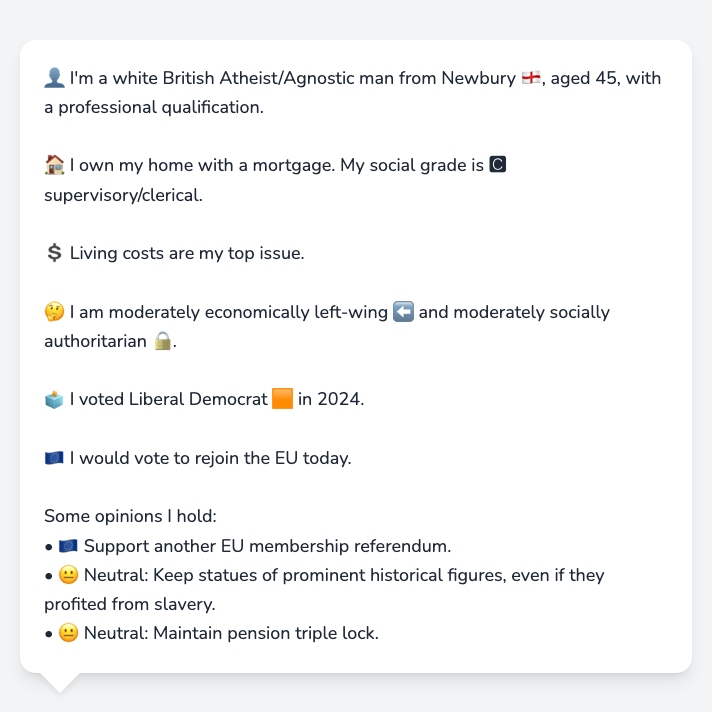 👤 I'm a white British Atheist/Agnostic man from Newbury 🏴󠁧󠁢󠁥󠁮󠁧󠁿, aged 45, with
a professional qualification.
🏠 I own my home with a mortgage. My social grade is 🅲
supervisory/clerical.
💲 Living costs are my top issue.
🤔 I am moderately economically left-wing ⬅️ and moderately socially
authoritarian 🔒.
🗳️ I voted Liberal Democrat 🟧 in 2024.
🇪🇺 I would vote to rejoin the EU today.
Some opinions I hold:
• 🇪🇺 Support another EU membership referendum.
• 😐 Neutral: Keep statues of prominent historical figures, even if they
profited from slavery.
• 😐 Neutral: Maintain pension triple lock.